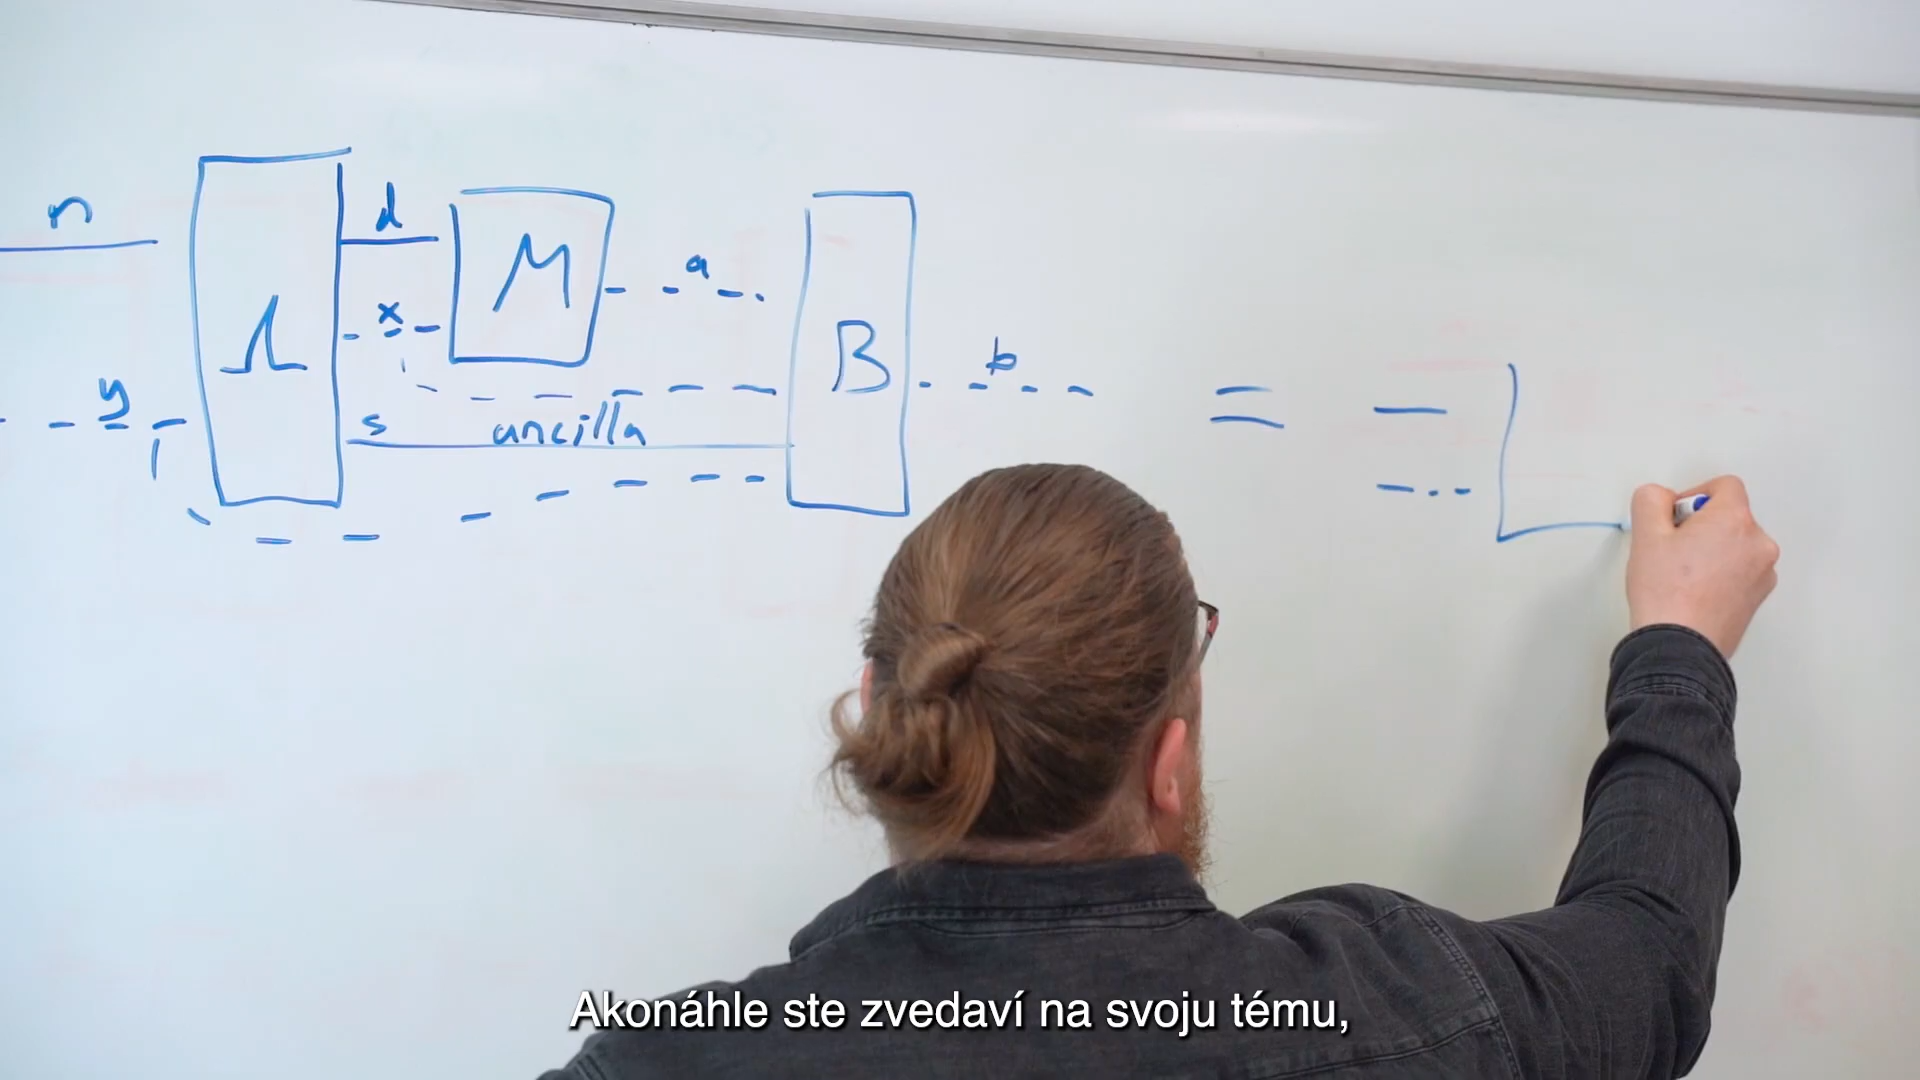 n
d
M
a
x
Λ
y
B
b
=
s
ancilla
Akonáhle ste zvedaví na svoju tému,